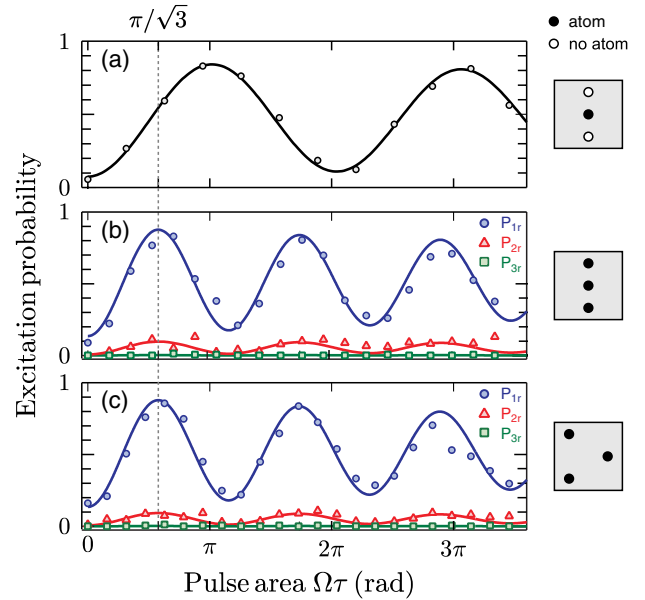 π/√3
atom
no atom
1
(a)
0
1
(b)
P1r
P2r
P3r
0
1
(c)
P1r
P2r
P3r
0
0
π
2π
3π
Excitation probability
Pulse area Ωτ (rad)